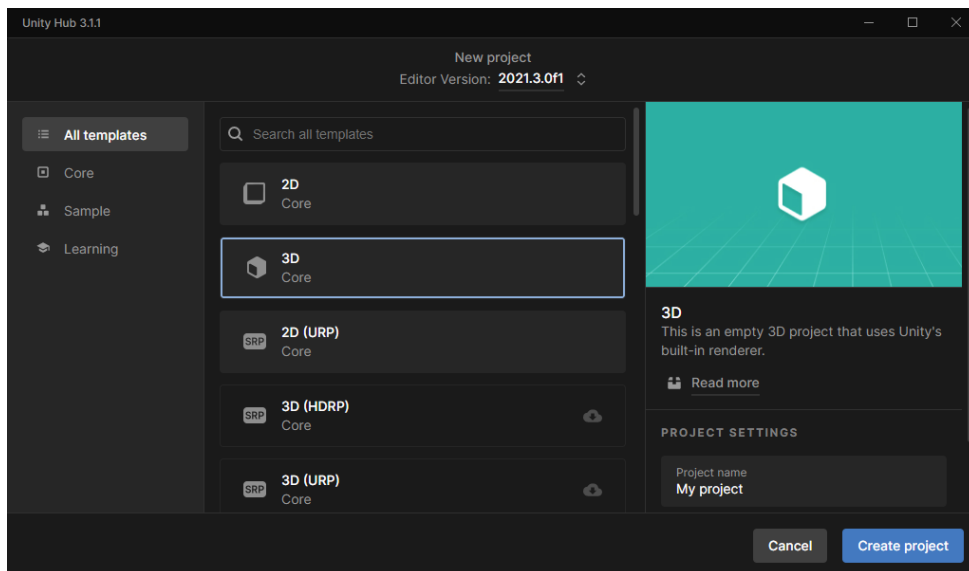 Unity Hub 3.1.1
New project
Editor Version: 2021.3.0f1
All templates
Core
Sample
Learning
Search all templates
2D
Core
3D
Core
SRP
2D (URP)
Core
SRP
3D (HDRP)
Core
SRP
3D (URP)
Core
3D
This is an empty 3D project that uses Unity's
built-in renderer.
Read more
PROJECT SETTINGS
Project name
My project
Cancel
Create project